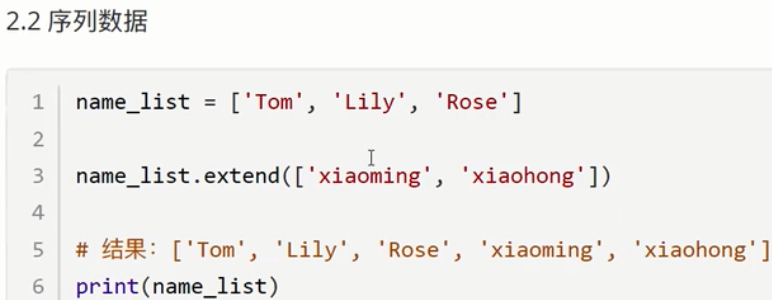 2.2 序列数据
1 name_list = ['Tom', 'Lily', 'Rose']
2
3 name_list.extend(['xiaoming', 'xiaohong'])
4
5 # 结果：['Tom', 'Lily', 'Rose', 'xiaoming', 'xiaohong']
6 print(name_list)